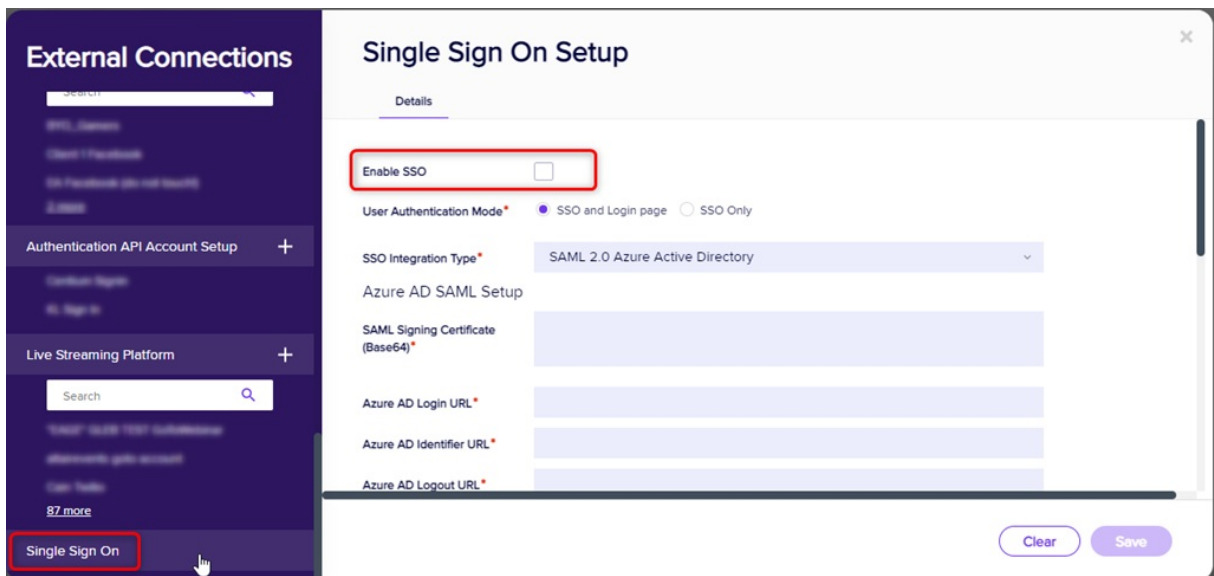 External Connections
Search
2 more
Authentication API Account Setup
Live Streaming Platform
Search
87 more
Single Sign On
Single Sign On Setup
Details
Enable SSO
User Authentication Mode* SSO and Login page SSO Only
SSO Integration Type* SAML 2.0 Azure Active Directory
Azure AD SAML Setup
SAML Signing Certificate
(Base64)*
Azure AD Login URL*
Azure AD Identifier URL*
Azure AD Logout URL*
Clear Save